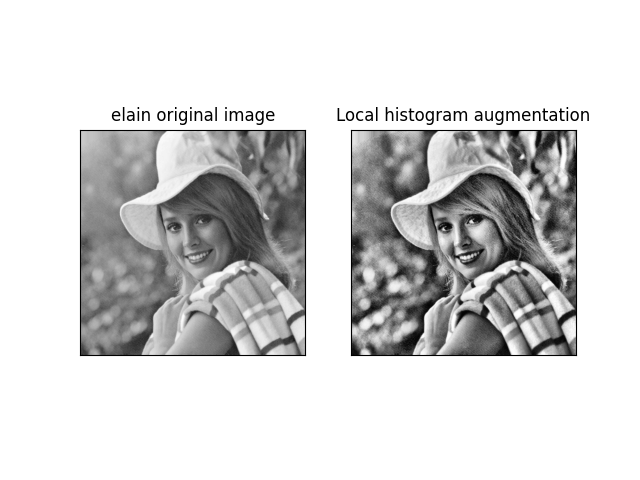 elain original image
Local histogram augmentation